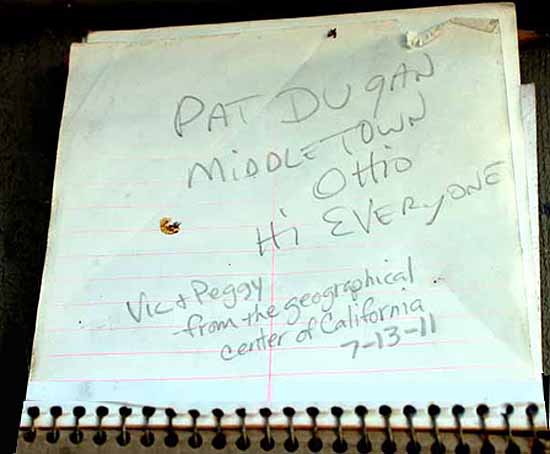 PAT DUGAN
MiDDLETOWN
OHio
Hi EVERyONE
Vic + Peggy
-from the geographical
center of California
7-13-11